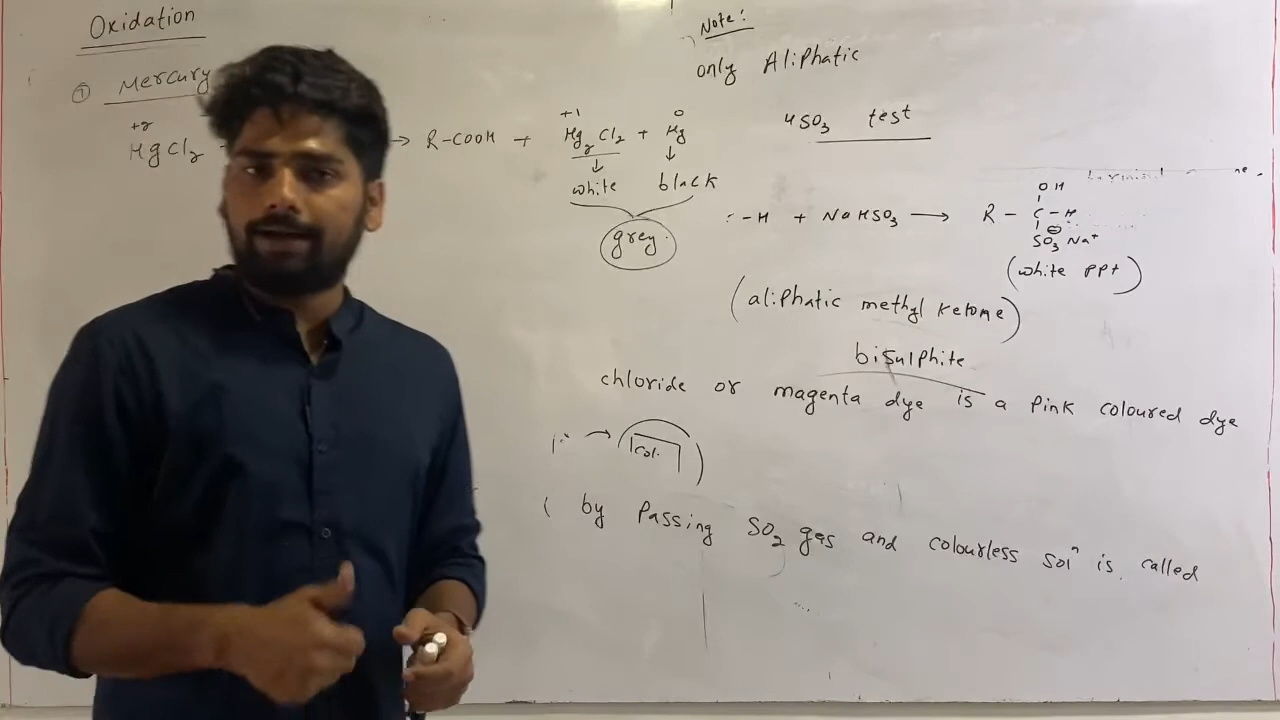 Oxidation
① Mercury
+2
HgCl2
→ R-COOH + Hg2Cl2 + Hg
+1 0
↓ ↓
white black
grey
Note:
only Aliphatic
HSO3 test
-H + NaHSO3 → R - C - H
OH
SO3⊖ Na+
(white ppt)
(aliphatic methyl ketone)
bisulphite
chloride or magenta dye is a pink coloured dye
→ (col.)
( by passing SO2 gas and colourless solⁿ is called